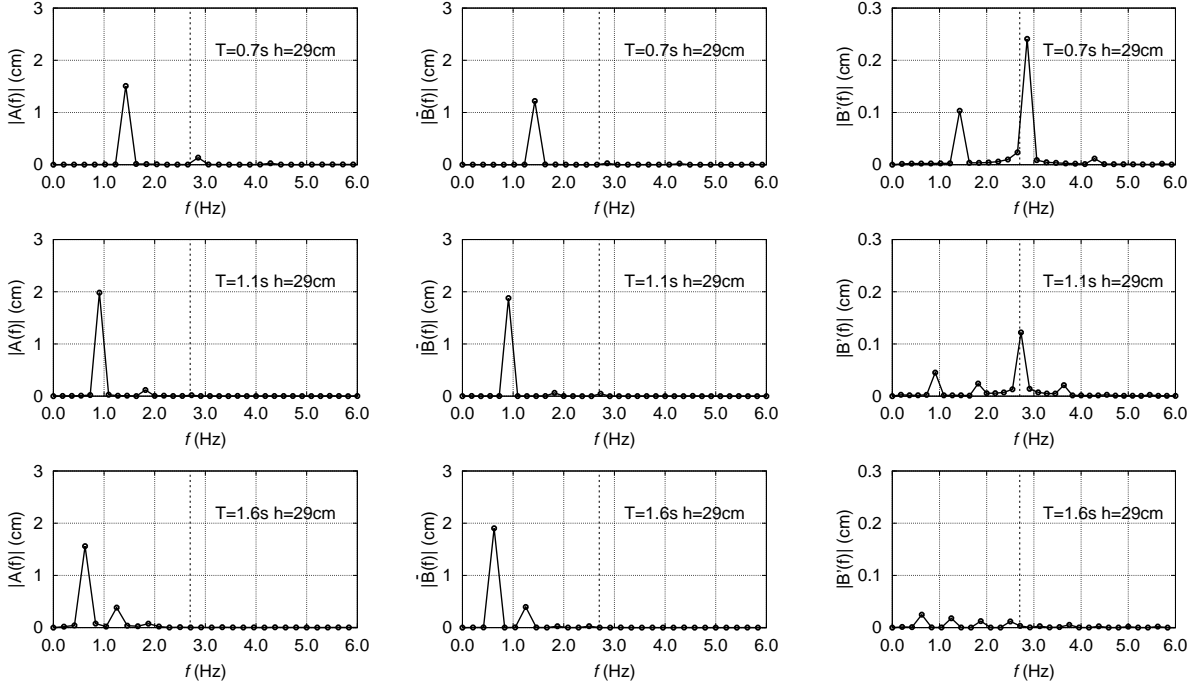 3
2
1
0
0.0 1.0 2.0 3.0 4.0 5.0 6.0
|A(f)| (cm)
f (Hz)
T=0.7s h=29cm
3
2
1
0
0.0 1.0 2.0 3.0 4.0 5.0 6.0
|B̄(f)| (cm)
f (Hz)
T=0.7s h=29cm
0.3
0.2
0.1
0
0.0 1.0 2.0 3.0 4.0 5.0 6.0
|B'(f)| (cm)
f (Hz)
T=0.7s h=29cm
3
2
1
0
0.0 1.0 2.0 3.0 4.0 5.0 6.0
|A(f)| (cm)
f (Hz)
T=1.1s h=29cm
3
2
1
0
0.0 1.0 2.0 3.0 4.0 5.0 6.0
|B̄(f)| (cm)
f (Hz)
T=1.1s h=29cm
0.3
0.2
0.1
0
0.0 1.0 2.0 3.0 4.0 5.0 6.0
|B'(f)| (cm)
f (Hz)
T=1.1s h=29cm
3
2
1
0
0.0 1.0 2.0 3.0 4.0 5.0 6.0
|A(f)| (cm)
f (Hz)
T=1.6s h=29cm
3
2
1
0
0.0 1.0 2.0 3.0 4.0 5.0 6.0
|B̄(f)| (cm)
f (Hz)
T=1.6s h=29cm
0.3
0.2
0.1
0
0.0 1.0 2.0 3.0 4.0 5.0 6.0
|B'(f)| (cm)
f (Hz)
T=1.6s h=29cm